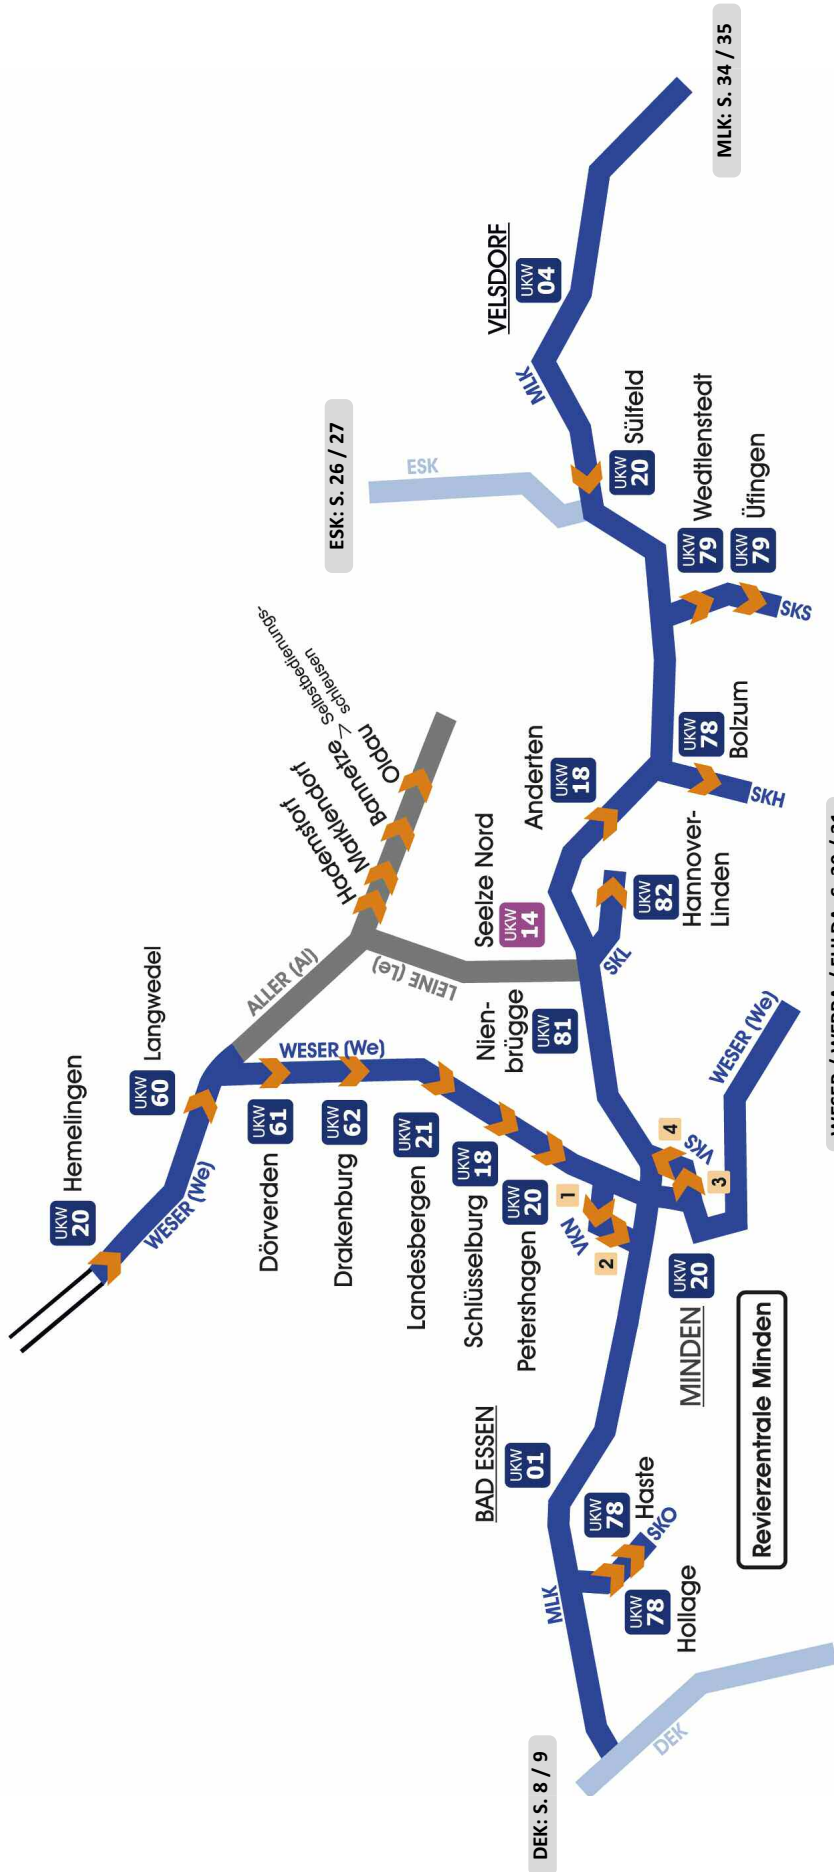 UKW
20
Hemelingen
WESER (We)
UKW
60
Langwedel
ALLER (Al)
LEINE (Le)
Hademstorf
Marklendorf
Bannetze
Oldau
> Selbstbedienungs-
schleusen
WESER (We)
UKW
61
Dörverden
UKW
62
Drakenburg
UKW
21
Landesbergen
UKW
18
Schlüsselburg
UKW
20
Petershagen
ESK: S. 26 / 27
ESK
DEK: S. 8 / 9
DEK
MLK
UKW
78
Hollage
UKW
78
Haste
SKO
BAD ESSEN
UKW
01
1
VKN
2
MINDEN
UKW
20
3
VKS
4
WESER (We)
Nien-
brügge
UKW
81
Seelze Nord
UKW
14
SKL
UKW
82
Hannover-
Linden
Anderten
UKW
18
UKW
78
Bolzum
SKH
UKW
79
Wedtlenstedt
UKW
79
Üfingen
SKS
UKW
20
Sülfeld
MLK
VELSDORF
UKW
04
MLK: S. 34 / 35
Revierzentrale Minden